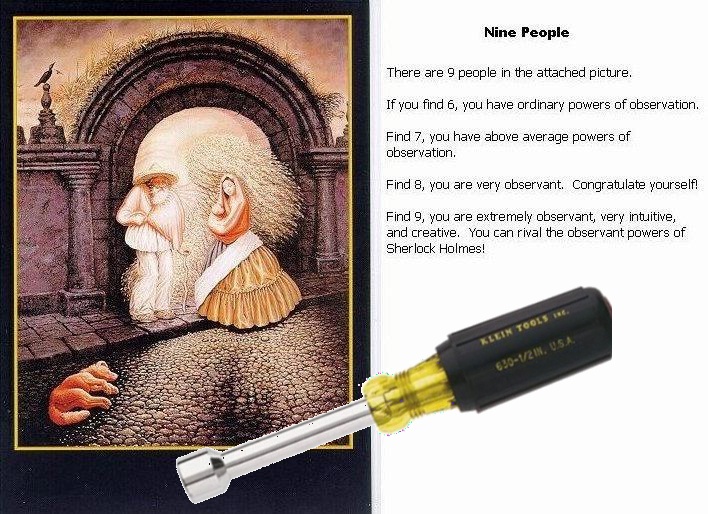 Nine People
There are 9 people in the attached picture.
If you find 6, you have ordinary powers of observation.
Find 7, you have above average powers of
observation.
Find 8, you are very observant.  Congratulate yourself!
Find 9, you are extremely observant, very intuitive,
and creative.  You can rival the observant powers of
Sherlock Holmes!
KLEIN TOOLS INC.
630-1/2 IN. U.S.A.